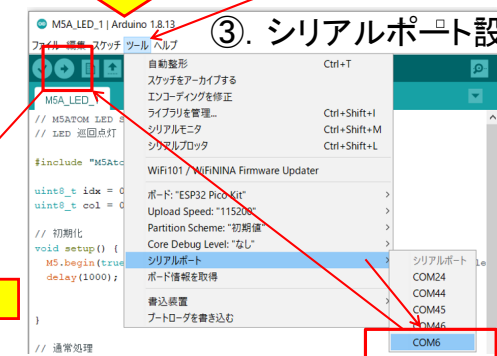 M5A_LED_1 | Arduino 1.8.13
③. シリアルポート設
ファイル 編集 スケッチ ツール ヘルプ
M5A_LED_
自動整形 Ctrl+T
スケッチをアーカイブする
エンコーディングを修正
ライブラリを管理... Ctrl+Shift+I
シリアルモニタ Ctrl+Shift+M
シリアルプロッタ Ctrl+Shift+L
WiFi101 / WiFiNINA Firmware Updater
ボード: "ESP32 Pico Kit"
Upload Speed: "115200"
Partition Scheme: "初期値"
Core Debug Level: "なし"
シリアルポート
ボード情報を取得
書込装置
ブートローダを書き込む
シリアルポート
COM24
COM44
COM45
COM46
COM6
// M5ATOM LED S
// LED 巡回点灯
#include "M5Ato
uint8_t idx = 0
uint8_t col = 0
// 初期化
void setup() {
M5.begin(true
le
delay(1000);
}
// 通常処理